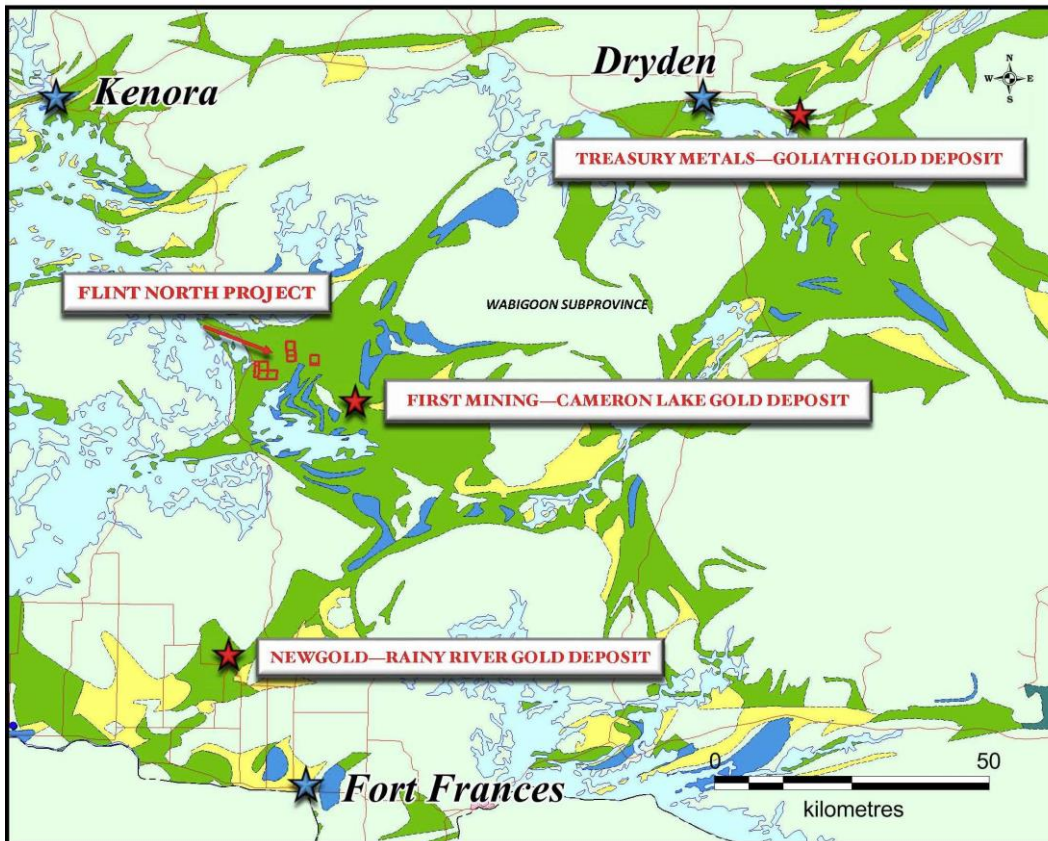 Kenora
Dryden
N
W E
S
TREASURY METALS—GOLIATH GOLD DEPOSIT
FLINT NORTH PROJECT
WABIGOON SUBPROVINCE
FIRST MINING—CAMERON LAKE GOLD DEPOSIT
NEWGOLD—RAINY RIVER GOLD DEPOSIT
Fort Frances
0 50
kilometres